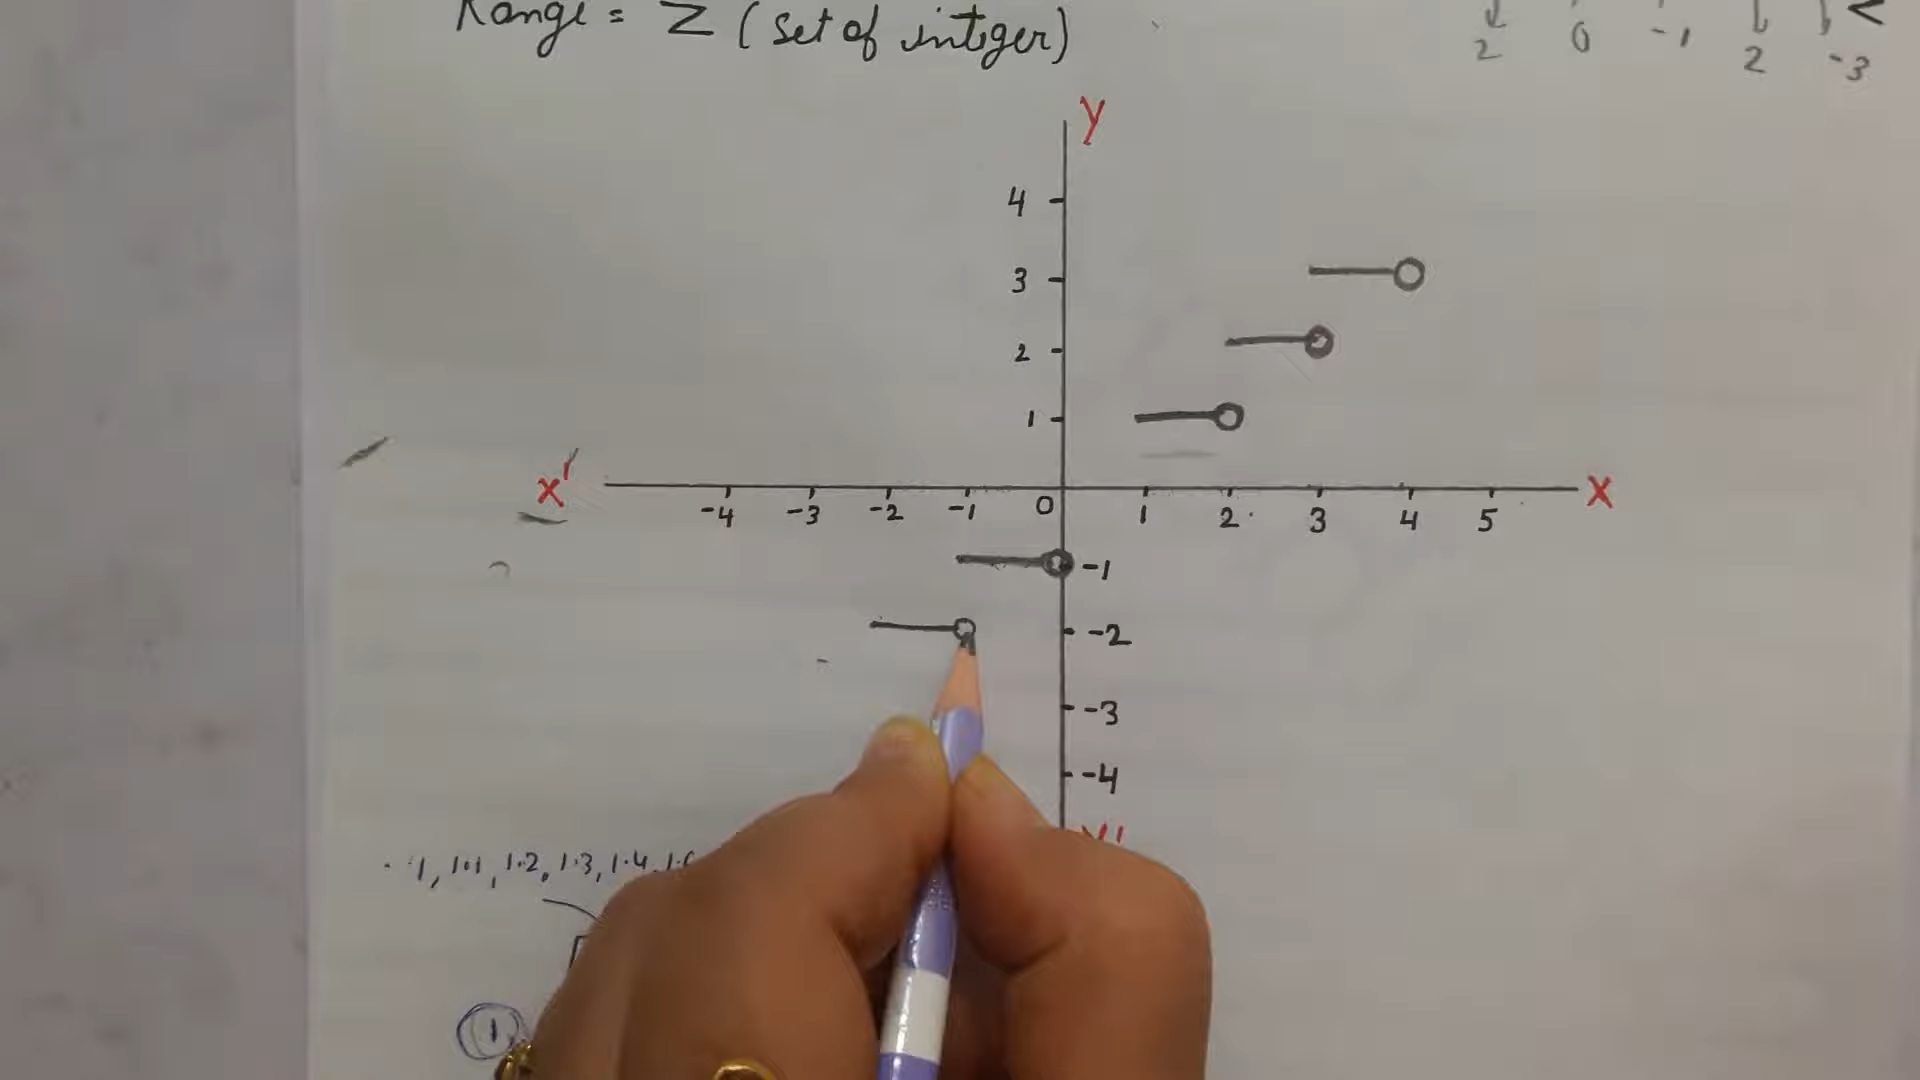 Range = Z (set of integer)
2 0 -1 2 -3
y
4
3
2
1
x' -4 -3 -2 -1 0 1 2 3 4 5 x
-1
-2
-3
-4
1, 1.1, 1.2, 1.3, 1.4,
1